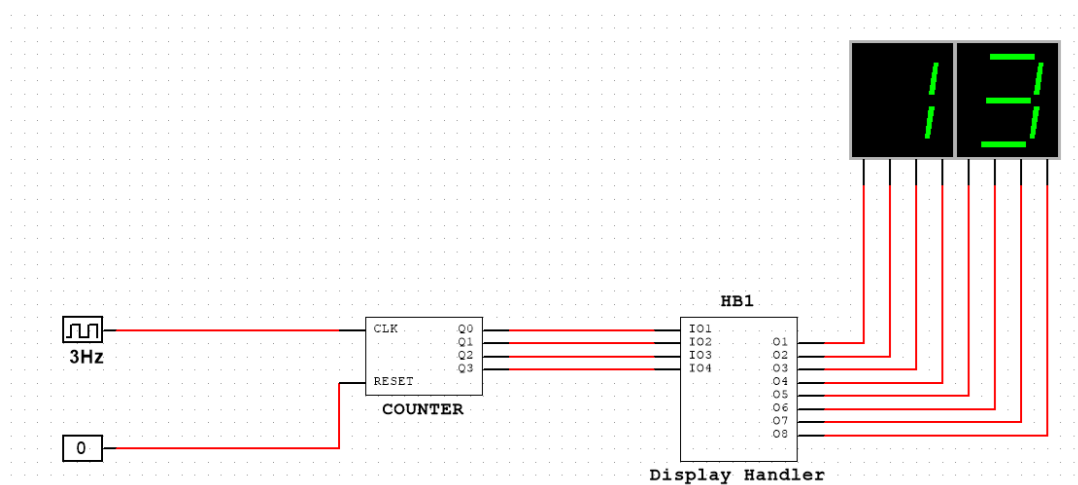 13
HB1
CLK Q0 IO1
Q1 IO2 O1
3Hz Q2 IO3 O2
Q3 IO4 O3
RESET O4
O5
COUNTER O6
O7
O8
0
Display Handler